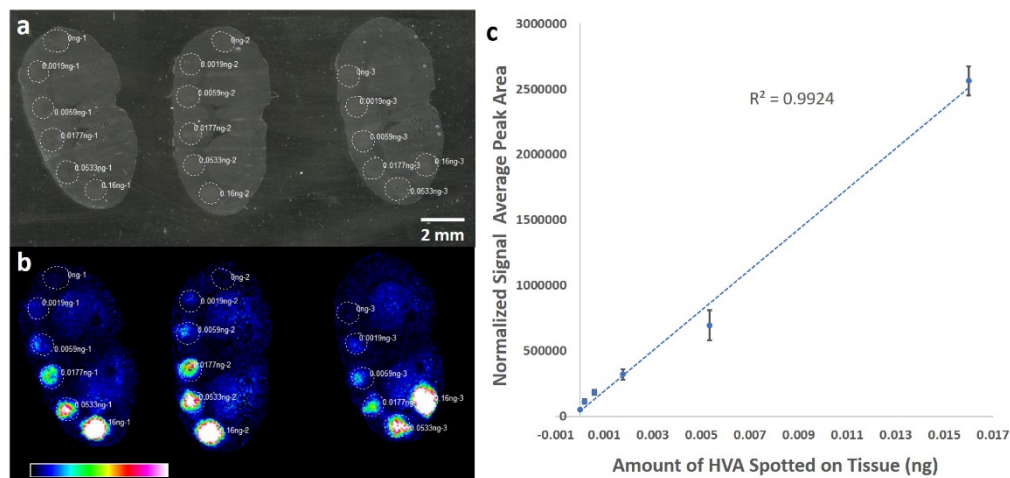 a
0ng-1
0.0019ng-1
0.0059ng-1
0.0177ng-1
0.0533ng-1
0.16ng-1
0ng-2
0.0019ng-2
0.0059ng-2
0.0177ng-2
0.0533ng-2
0.16ng-2
0ng-3
0.0019ng-3
0.0059ng-3
0.0177ng-3
0.16ng-3
0.0533ng-3
2 mm
b
0ng-1
0.0019ng-1
0.0059ng-1
0.0177ng-1
0.0533ng-1
0.16ng-1
0ng-2
0.0019ng-2
0.0059ng-2
0.0177ng-2
0.0533ng-2
0.16ng-2
0ng-3
0.0019ng-3
0.0059ng-3
0.0177ng
0.16ng-3
0.0533ng-3
c
Normalized Signal Average Peak Area
3000000
2500000
2000000
1500000
1000000
500000
0
R² = 0.9924
-0.001 0.001 0.003 0.005 0.007 0.009 0.011 0.013 0.015 0.017
Amount of HVA Spotted on Tissue (ng)